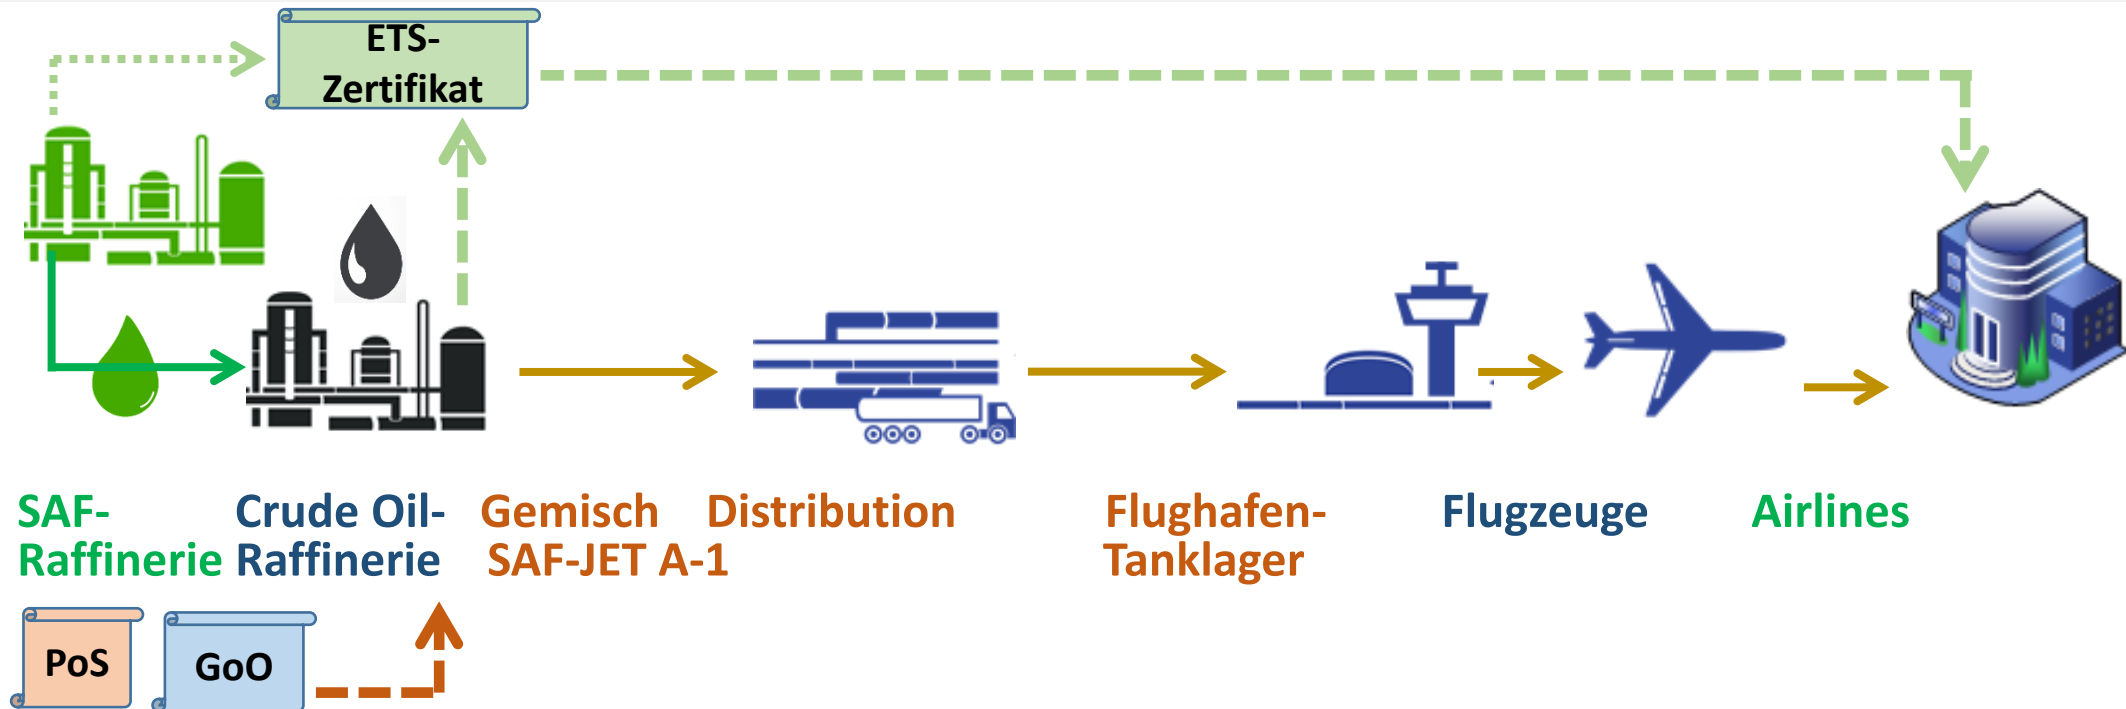 ETS-
Zertifikat
SAF-
Raffinerie
Crude Oil-
Raffinerie
Gemisch
SAF-JET A-1
Distribution
Flughafen-
Tanklager
Flugzeuge
Airlines
PoS
GoO